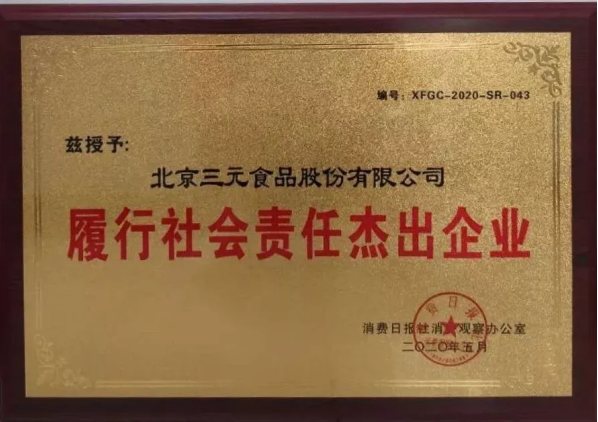 编号：XFGC-2020-SR-043
兹授予:
北京三元食品股份有限公司
履行社会责任杰出企业
消费日报社消 观察办公室
二〇二〇年五月